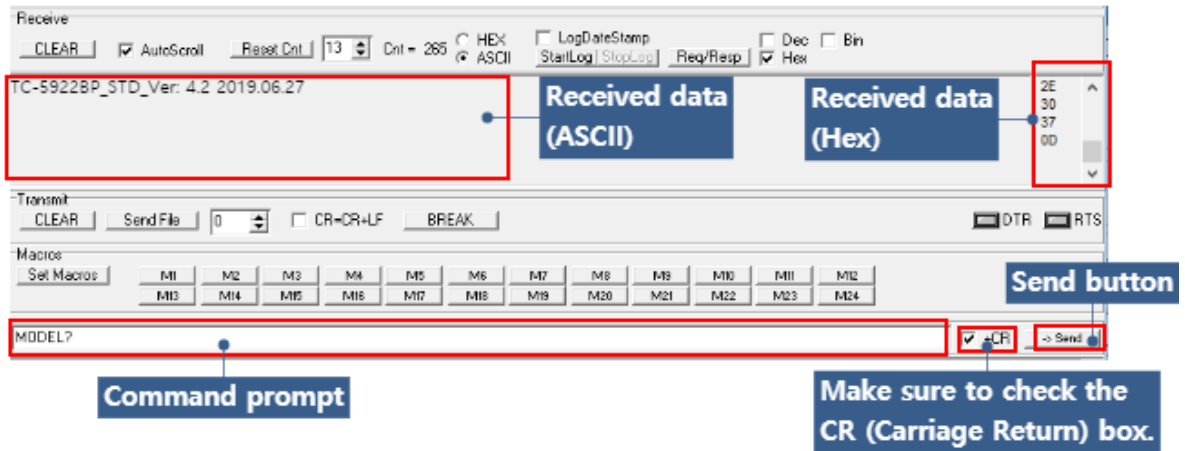 Receive
CLEAR AutoScroll Reset Cnt 13 Cnt = 265 HEX ASCII LogDateStamp StartLog StopLog Req/Resp Dec Bin Hex
TC-5922BP_STD_Ver: 4.2 2019.06.27
Received data
(ASCII)
Received data
(Hex)
2E
30
37
0D
Transmit
CLEAR Send File 0 CR=CR+LF BREAK DTR RTS
Macros
Set Macros M1 M2 M3 M4 M5 M6 M7 M8 M9 M10 M11 M12
M13 M14 M15 M16 M17 M18 M19 M20 M21 M22 M23 M24
Send button
MODEL? +CR -> Send
Command prompt
Make sure to check the
CR (Carriage Return) box.